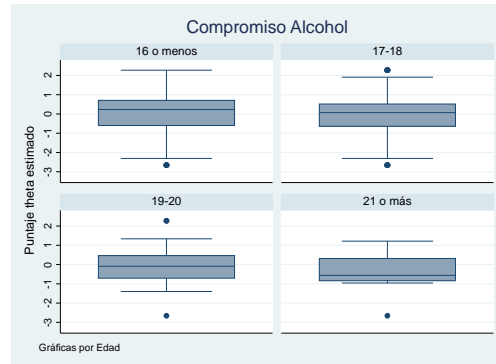 Compromiso Alcohol
16 o menos
17-18
2
1
0
-1
-2
-3
19-20
21 o más
2
1
0
-1
-2
-3
Puntaje theta estimado
Gráficas por Edad